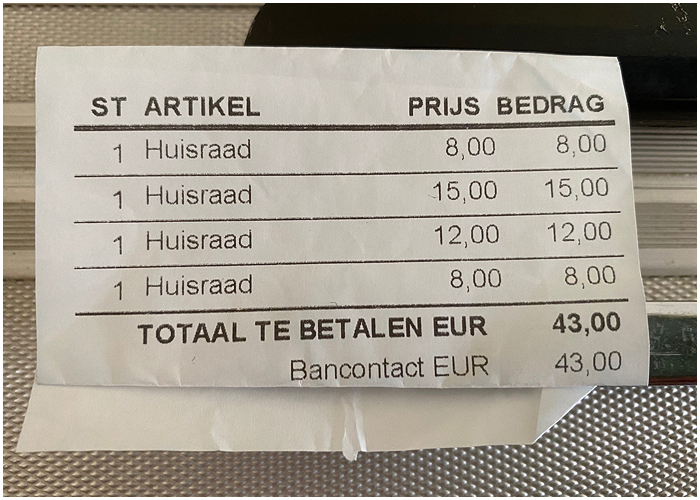 ST ARTIKEL PRIJS BEDRAG
1 Huisraad 8,00 8,00
1 Huisraad 15,00 15,00
1 Huisraad 12,00 12,00
1 Huisraad 8,00 8,00
TOTAAL TE BETALEN EUR 43,00
Bancontact EUR 43,00